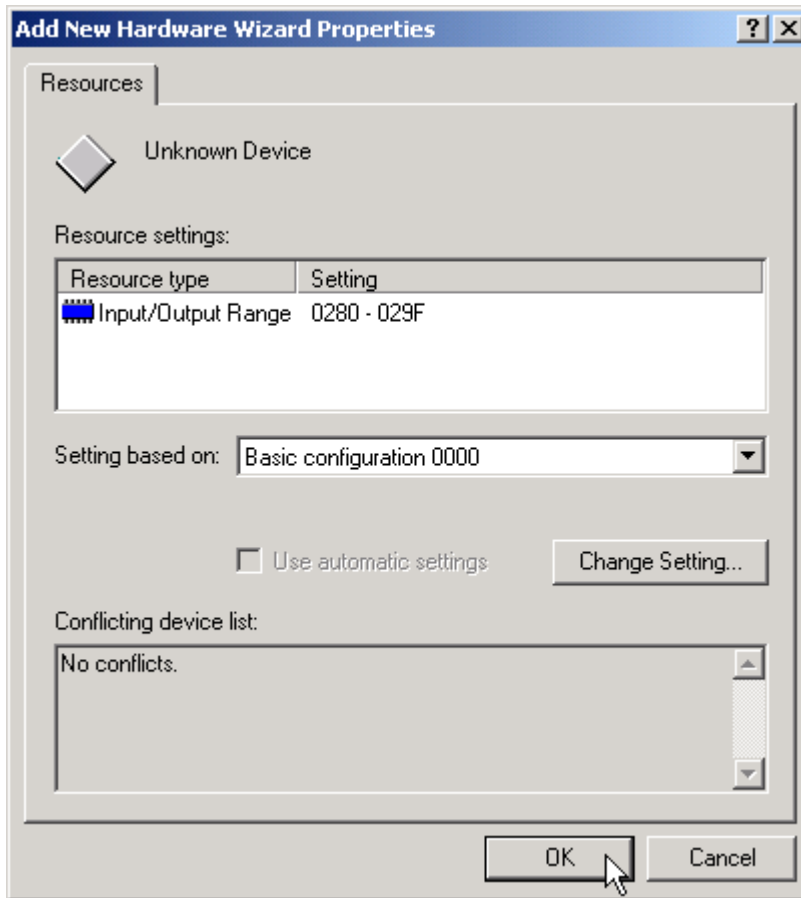 Add New Hardware Wizard Properties
Resources
Unknown Device
Resource settings:
Resource type Setting
Input/Output Range 0280 - 029F
Setting based on: Basic configuration 0000
Use automatic settings Change Setting...
Conflicting device list:
No conflicts.
OK Cancel